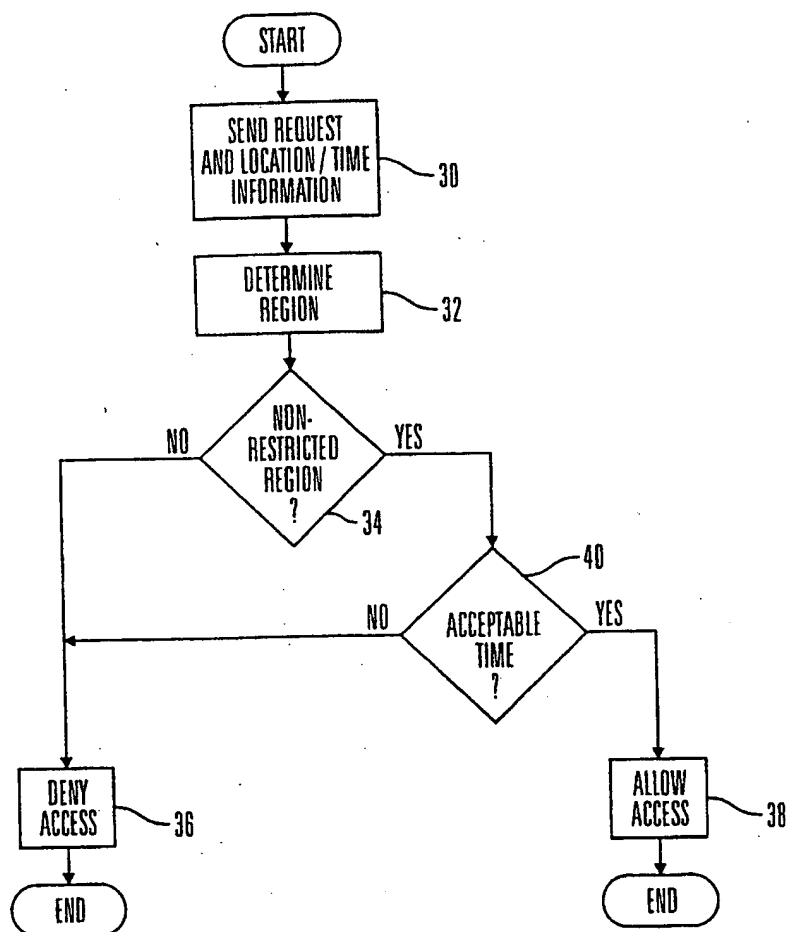 START
SEND REQUEST
AND LOCATION / TIME
INFORMATION
30
DETERMINE
REGION
32
NON-
RESTRICTED
REGION
?
NO
YES
34
40
ACCEPTABLE
TIME
?
NO
YES
DENY
ACCESS
36
ALLOW
ACCESS
38
END
END